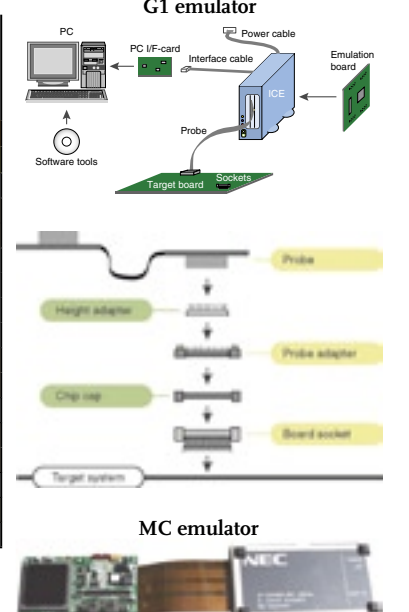 G1 emulator
PC
PC I/F-card
Interface cable
Power cable
Emulation
board
ICE
Probe
Software tools
Target board
Sockets
Probe
Height adapter
Probe adapter
Chip cap
Board socket
Target system
MC emulator
NEC